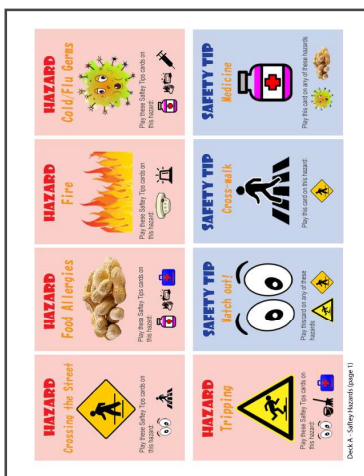 HAZARD
Crossing the Street
Play these Saftey Tips cards on
this hazard:
HAZARD
Food Allergies
Play these Saftey Tips cards on
this hazard:
HAZARD
Fire
Play these Saftey Tips cards on
this hazard:
HAZARD
Cold/Flu Germs
Play these Saftey Tips cards on
this hazard:
HAZARD
Tripping
Play these Saftey Tips cards on
this hazard:
SAFETY TIP
Watch out!
Play this card on any of these
hazards
SAFETY TIP
Cross-walk
Play this card on this hazard:
SAFETY TIP
Medicine
Play this card on any of these hazards
Deck A - Saftey Hazards (page 1)